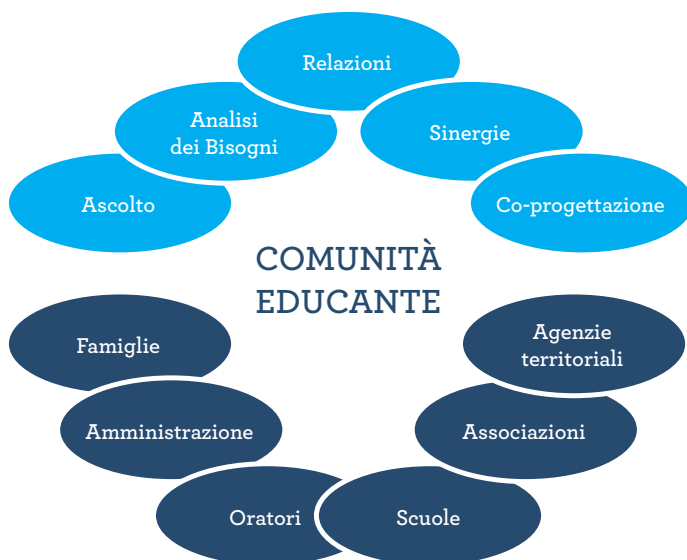 Relazioni
Analisi
dei Bisogni
Sinergie
Ascolto
Co-progettazione
COMUNITÀ
EDUCANTE
Famiglie
Agenzie
territoriali
Amministrazione
Associazioni
Oratori
Scuole